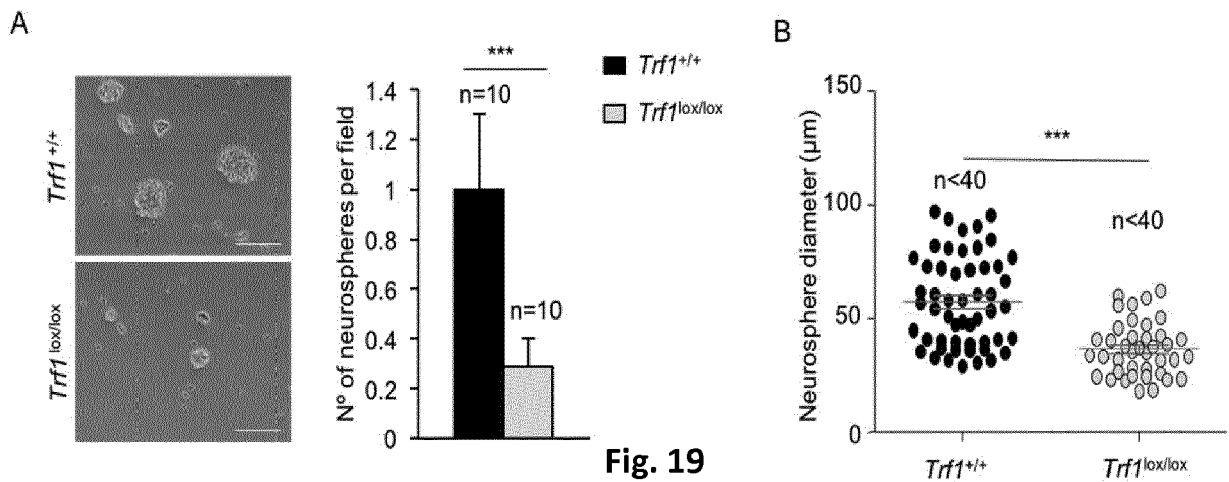 A
Trf1 +/+
Trf1 lox/lox
Nº of neurospheres per field
1.4
1.2
1
0.8
0.6
0.4
0.2
0
***
n=10
n=10
Trf1+/+
Trf1lox/lox
B
Neurosphere diameter (µm)
150
100
50
0
***
n<40
n<40
Trf1+/+
Trf1lox/lox
Fig. 19